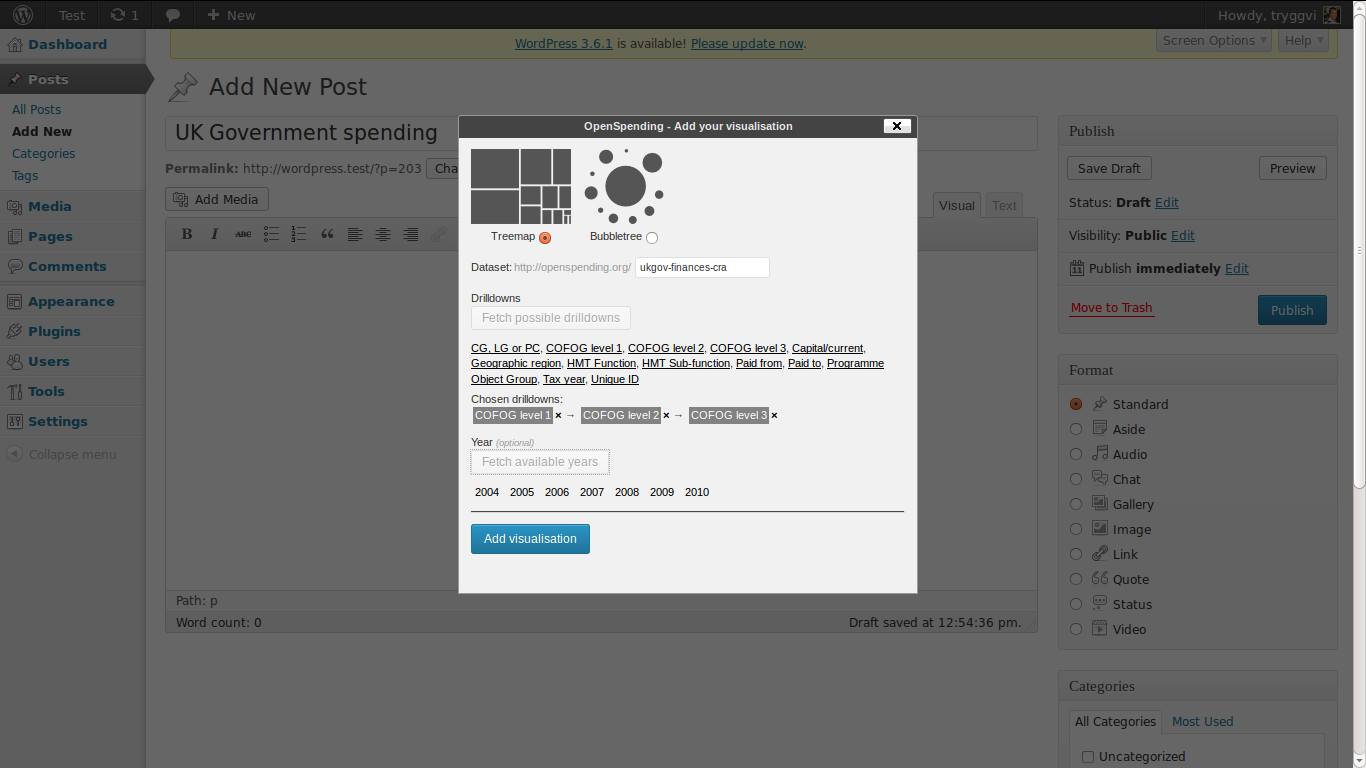 Test 1 + New Howdy, tryggvi
Dashboard
Posts
All Posts
Add New
Categories
Tags
Media
Pages
Comments
Appearance
Plugins
Users
Tools
Settings
Collapse menu
WordPress 3.6.1 is available! Please update now.
Screen Options Help
Add New Post
UK Government spending
Permalink: http://wordpress.test/?p=203 Cha
Add Media
Visual Text
B I ABC
Path: p
Word count: 0 Draft saved at 12:54:36 pm.
OpenSpending - Add your visualisation
Treemap Bubbletree
Dataset: http://openspending.org/ ukgov-finances-cra
Drilldowns
Fetch possible drilldowns
CG, LG or PC, COFOG level 1, COFOG level 2, COFOG level 3, Capital/current,
Geographic region, HMT Function, HMT Sub-function, Paid from, Paid to, Programme
Object Group, Tax year, Unique ID
Chosen drilldowns:
COFOG level 1 × → COFOG level 2 × → COFOG level 3 ×
Year (optional)
Fetch available years
2004 2005 2006 2007 2008 2009 2010
Add visualisation
Publish
Save Draft Preview
Status: Draft Edit
Visibility: Public Edit
Publish immediately Edit
Move to Trash Publish
Format
Standard
Aside
Audio
Chat
Gallery
Image
Link
Quote
Status
Video
Categories
All Categories Most Used
Uncategorized